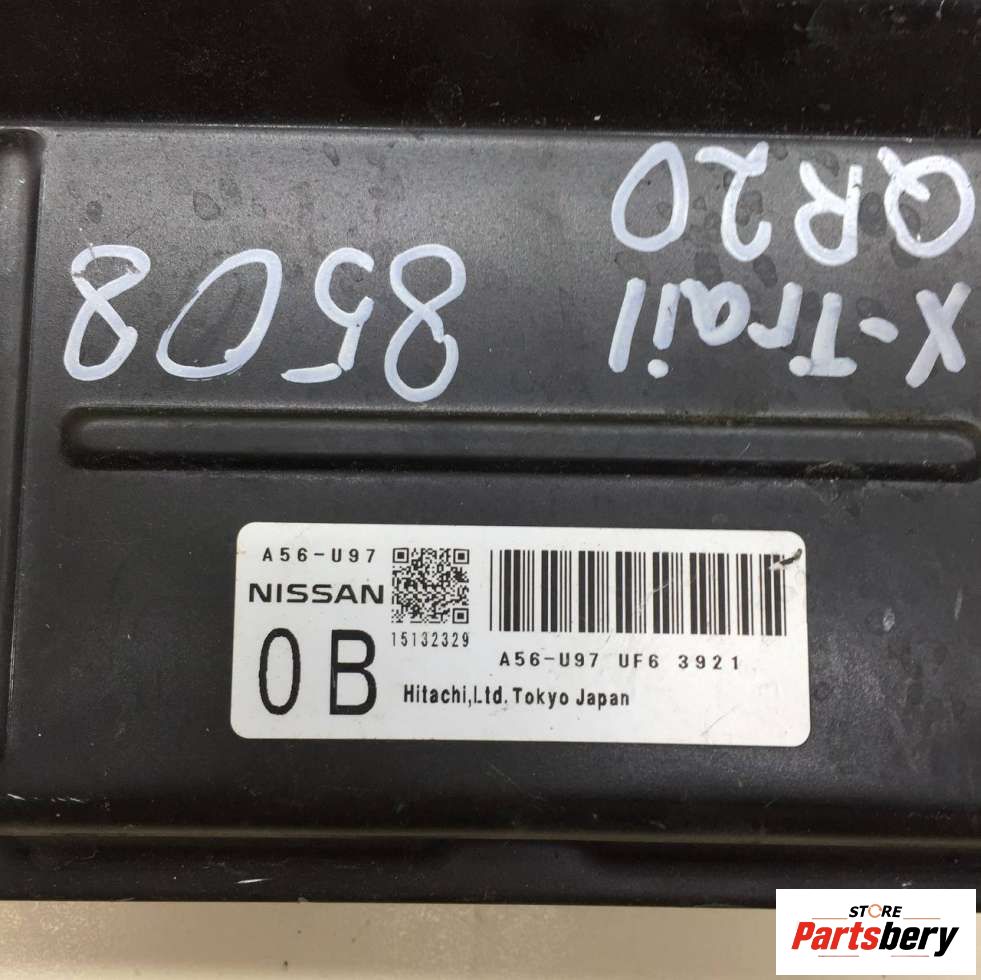 X-Trail
QR20
8508
A56-U97
NISSAN
0B
15132329
A56-U97 UF6 3921
Hitachi,Ltd. Tokyo Japan
STORE
Partsbery